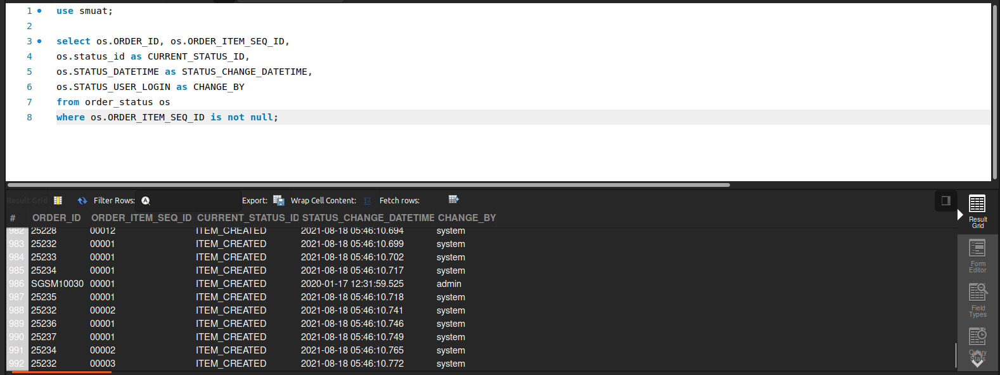 1 use smuat;
2
3 select os.ORDER_ID, os.ORDER_ITEM_SEQ_ID,
4 os.status_id as CURRENT_STATUS_ID,
5 os.STATUS_DATETIME as STATUS_CHANGE_DATETIME,
6 os.STATUS_USER_LOGIN as CHANGE_BY
7 from order_status os
8 where os.ORDER_ITEM_SEQ_ID is not null;
Result Grid Filter Rows: Export: Wrap Cell Content: Fetch rows:
# ORDER_ID ORDER_ITEM_SEQ_ID CURRENT_STATUS_ID STATUS_CHANGE_DATETIME CHANGE_BY
982 25228 00012 ITEM_CREATED 2021-08-18 05:46:10.694 system
983 25232 00001 ITEM_CREATED 2021-08-18 05:46:10.699 system
984 25233 00001 ITEM_CREATED 2021-08-18 05:46:10.702 system
985 25234 00001 ITEM_CREATED 2021-08-18 05:46:10.717 system
986 SGSM10030 00001 ITEM_CREATED 2020-01-17 12:31:59.525 admin
987 25235 00001 ITEM_CREATED 2021-08-18 05:46:10.718 system
988 25232 00002 ITEM_CREATED 2021-08-18 05:46:10.741 system
989 25236 00001 ITEM_CREATED 2021-08-18 05:46:10.746 system
990 25237 00001 ITEM_CREATED 2021-08-18 05:46:10.749 system
991 25234 00002 ITEM_CREATED 2021-08-18 05:46:10.765 system
992 25232 00003 ITEM_CREATED 2021-08-18 05:46:10.772 system
Result
Grid
Form
Editor
Field
Types
Query
Stats